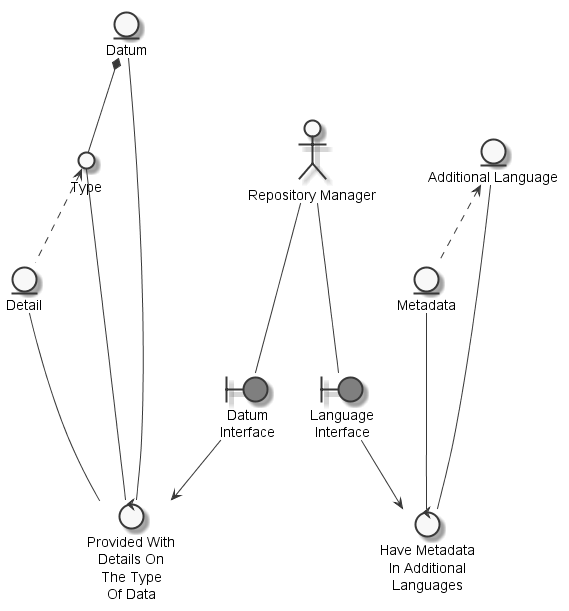 Datum
Type
Repository Manager
Additional Language
Detail
Metadata
Datum
Interface
Language
Interface
Provided With
Details On
The Type
Of Data
Have Metadata
In Additional
Languages